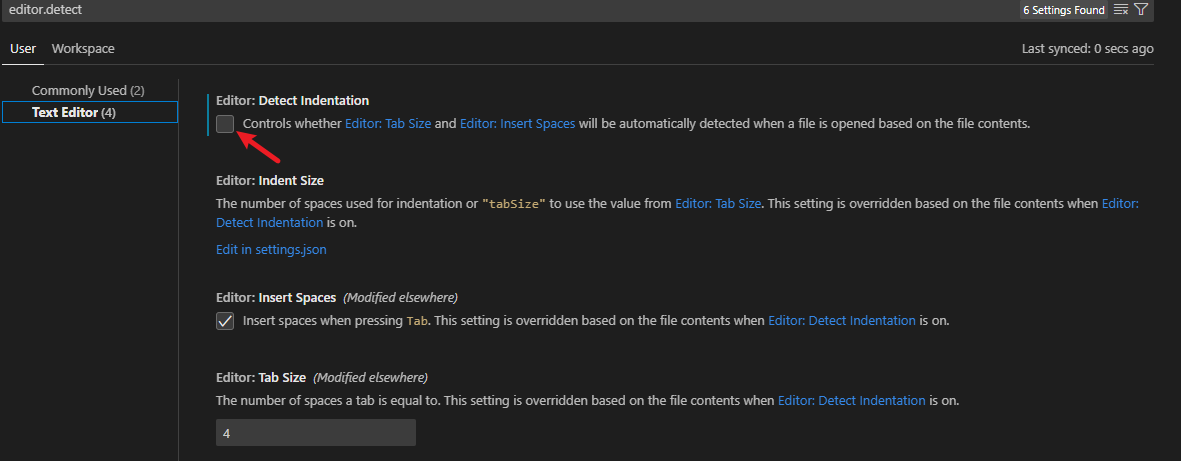 editor.detect
6 Settings Found
User Workspace
Last synced: 0 secs ago
Commonly Used (2)
Text Editor (4)
Editor: Detect Indentation
Controls whether Editor: Tab Size and Editor: Insert Spaces will be automatically detected when a file is opened based on the file contents.
Editor: Indent Size
The number of spaces used for indentation or "tabSize" to use the value from Editor: Tab Size. This setting is overridden based on the file contents when Editor:
Detect Indentation is on.
Edit in settings.json
Editor: Insert Spaces (Modified elsewhere)
Insert spaces when pressing Tab. This setting is overridden based on the file contents when Editor: Detect Indentation is on.
Editor: Tab Size (Modified elsewhere)
The number of spaces a tab is equal to. This setting is overridden based on the file contents when Editor: Detect Indentation is on.
4